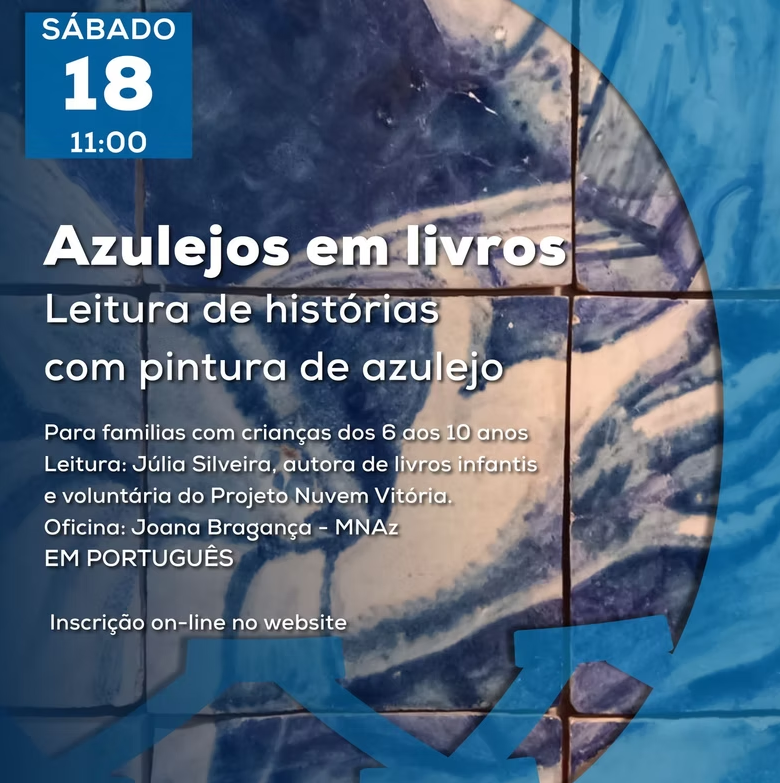 SÁBADO
18
11:00
Azulejos em livros
Leitura de histórias
com pintura de azulejo
Para familias com crianças dos 6 aos 10 anos
Leitura: Júlia Silveira, autora de livros infantis
e voluntária do Projeto Nuvem Vitória.
Oficina: Joana Bragança - MNAz
EM PORTUGUÊS
Inscrição on-line no website